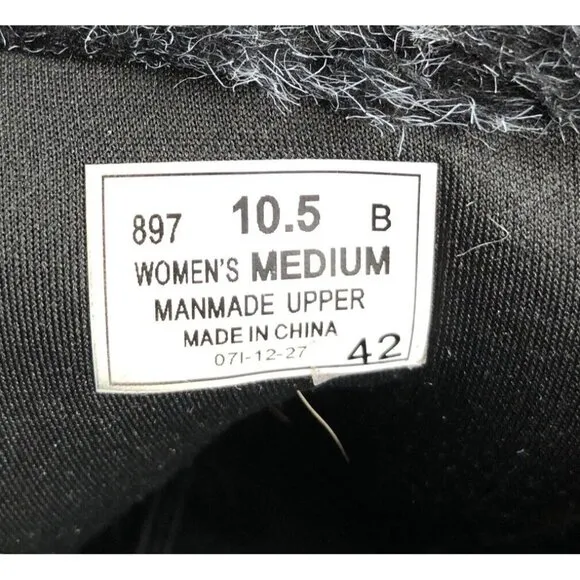 897 10.5 B
WOMEN'S MEDIUM
MANMADE UPPER
MADE IN CHINA
07I-12-27 42